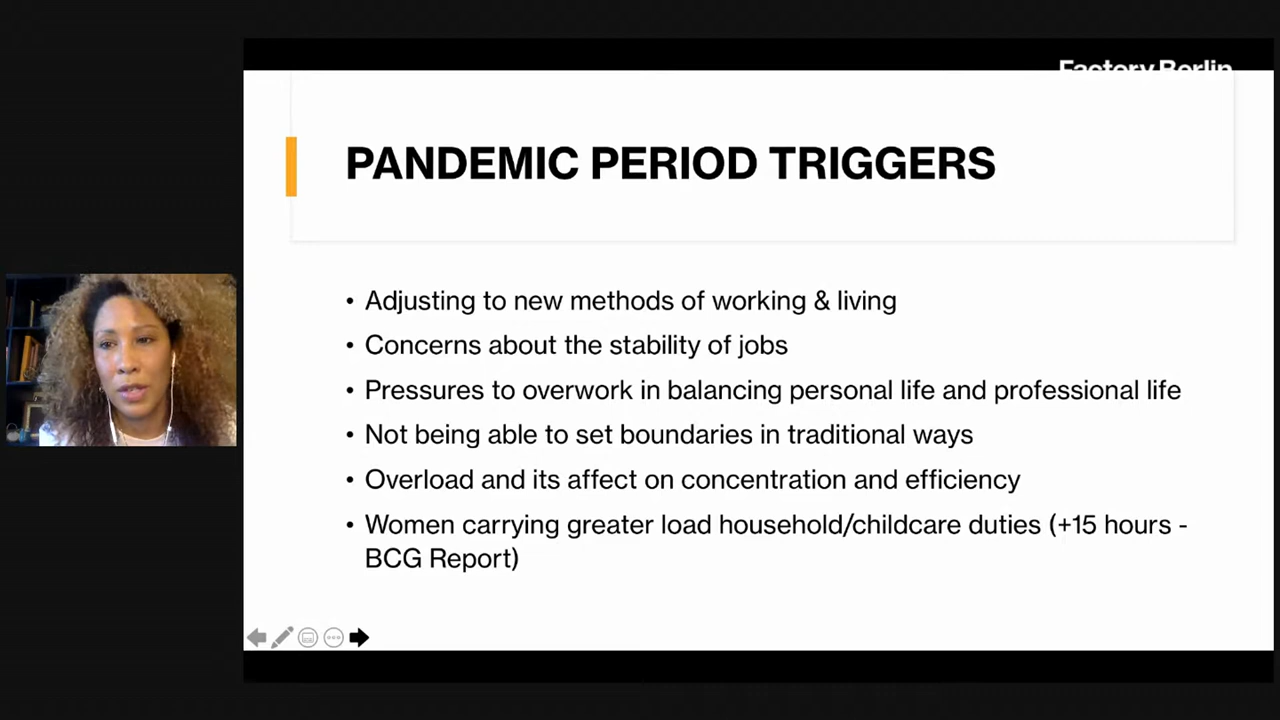 Factory Berlin
PANDEMIC PERIOD TRIGGERS
• Adjusting to new methods of working & living
• Concerns about the stability of jobs
• Pressures to overwork in balancing personal life and professional life
• Not being able to set boundaries in traditional ways
• Overload and its affect on concentration and efficiency
• Women carrying greater load household/childcare duties (+15 hours -
BCG Report)